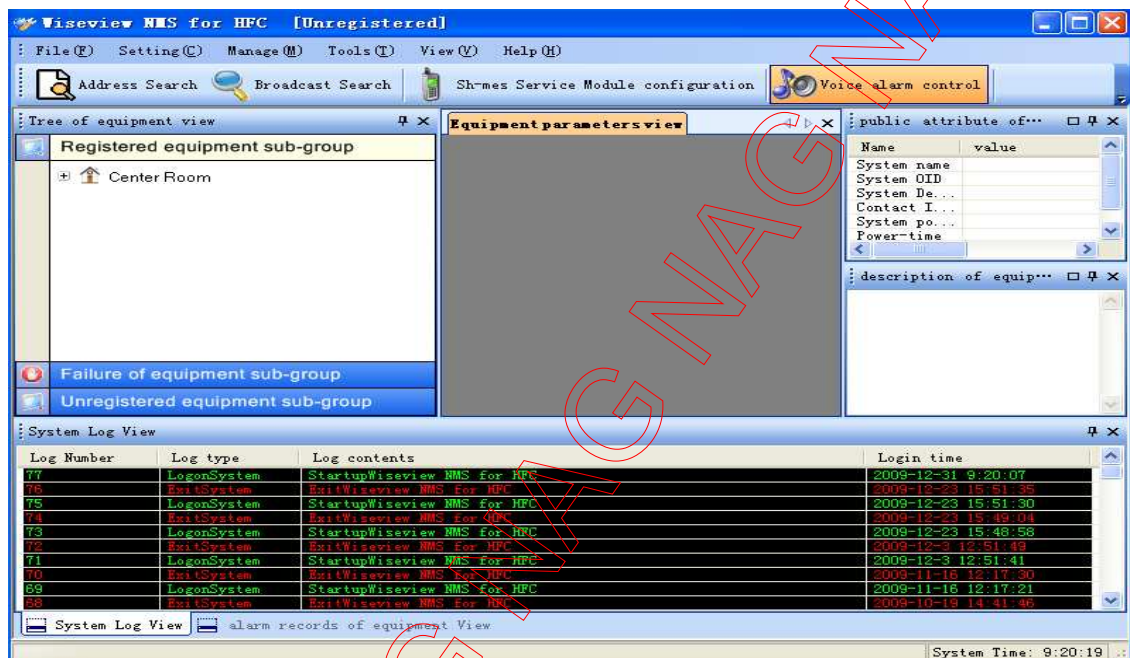 Wiseview NMS for HFC [Unregistered]
File(F) Setting(C) Manage(M) Tools(T) View(V) Help(H)
Address Search Broadcast Search Sh-mes Service Module configuration Voice alarm control
Tree of equipment view
Registered equipment sub-group
Center Room
Failure of equipment sub-group
Unregistered equipment sub-group
Equipment parameters view
public attribute of...
Name value
System name
System OID
System De...
Contact I...
System po...
Power-time
description of equip...
System Log View
Log Number Log type Log contents Login time
77 LogonSystem StartupWiseview NMS for HFC 2009-12-31 9:20:07
76 ExitSystem ExitWiseview NMS for HFC 2009-12-23 15:51:35
75 LogonSystem StartupWiseview NMS for HFC 2009-12-23 15:51:30
74 ExitSystem ExitWiseview NMS for HFC 2009-12-23 15:49:04
73 LogonSystem StartupWiseview NMS for HFC 2009-12-23 15:48:58
72 ExitSystem ExitWiseview NMS for HFC 2009-12-3 12:51:49
71 LogonSystem StartupWiseview NMS for HFC 2009-12-3 12:51:41
70 ExitSystem ExitWiseview NMS for HFC 2009-11-16 12:17:30
69 LogonSystem StartupWiseview NMS for HFC 2009-11-16 12:17:21
68 ExitSystem ExitWiseview NMS for HFC 2009-10-19 14:41:46
System Log View alarm records of equipment View
System Time: 9:20:19